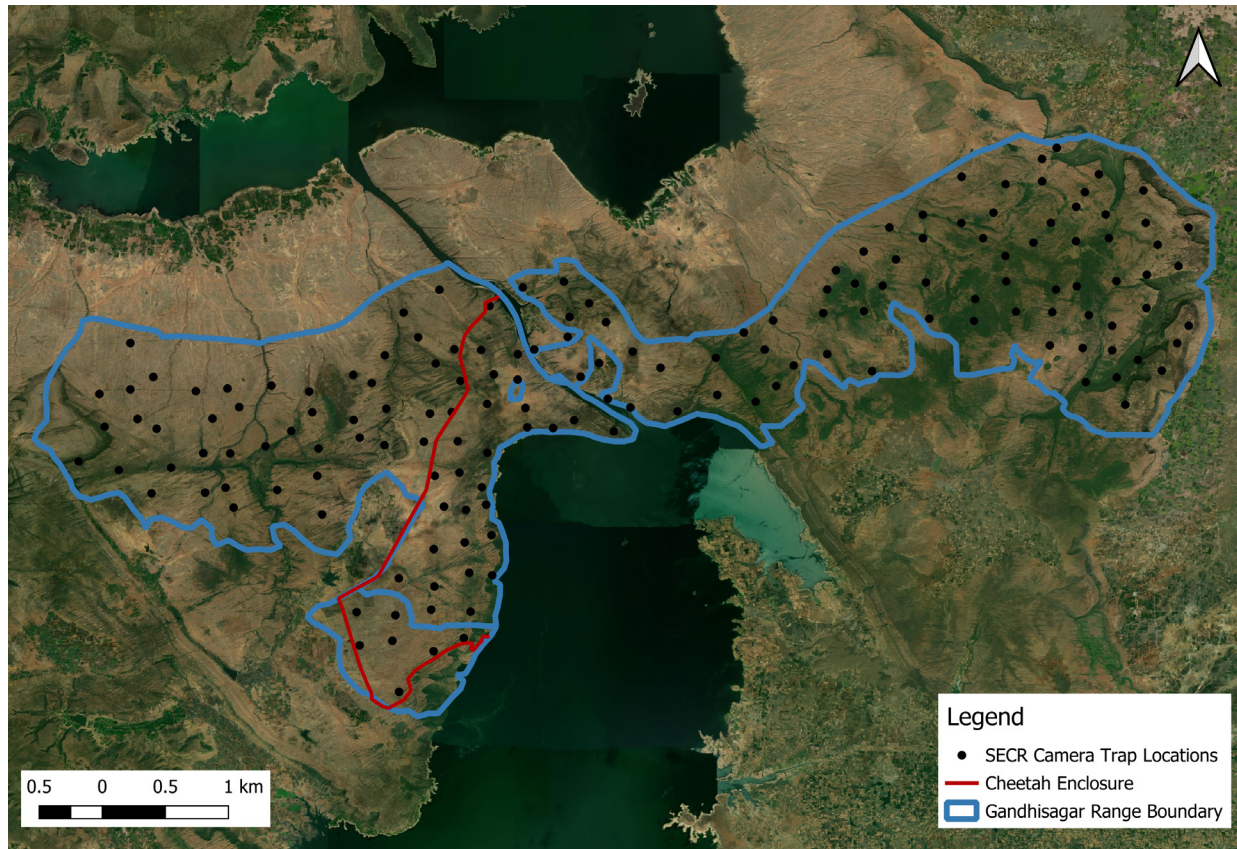 Legend
SECR Camera Trap Locations
Cheetah Enclosure
Gandhisagar Range Boundary
0.5 0 0.5 1 km